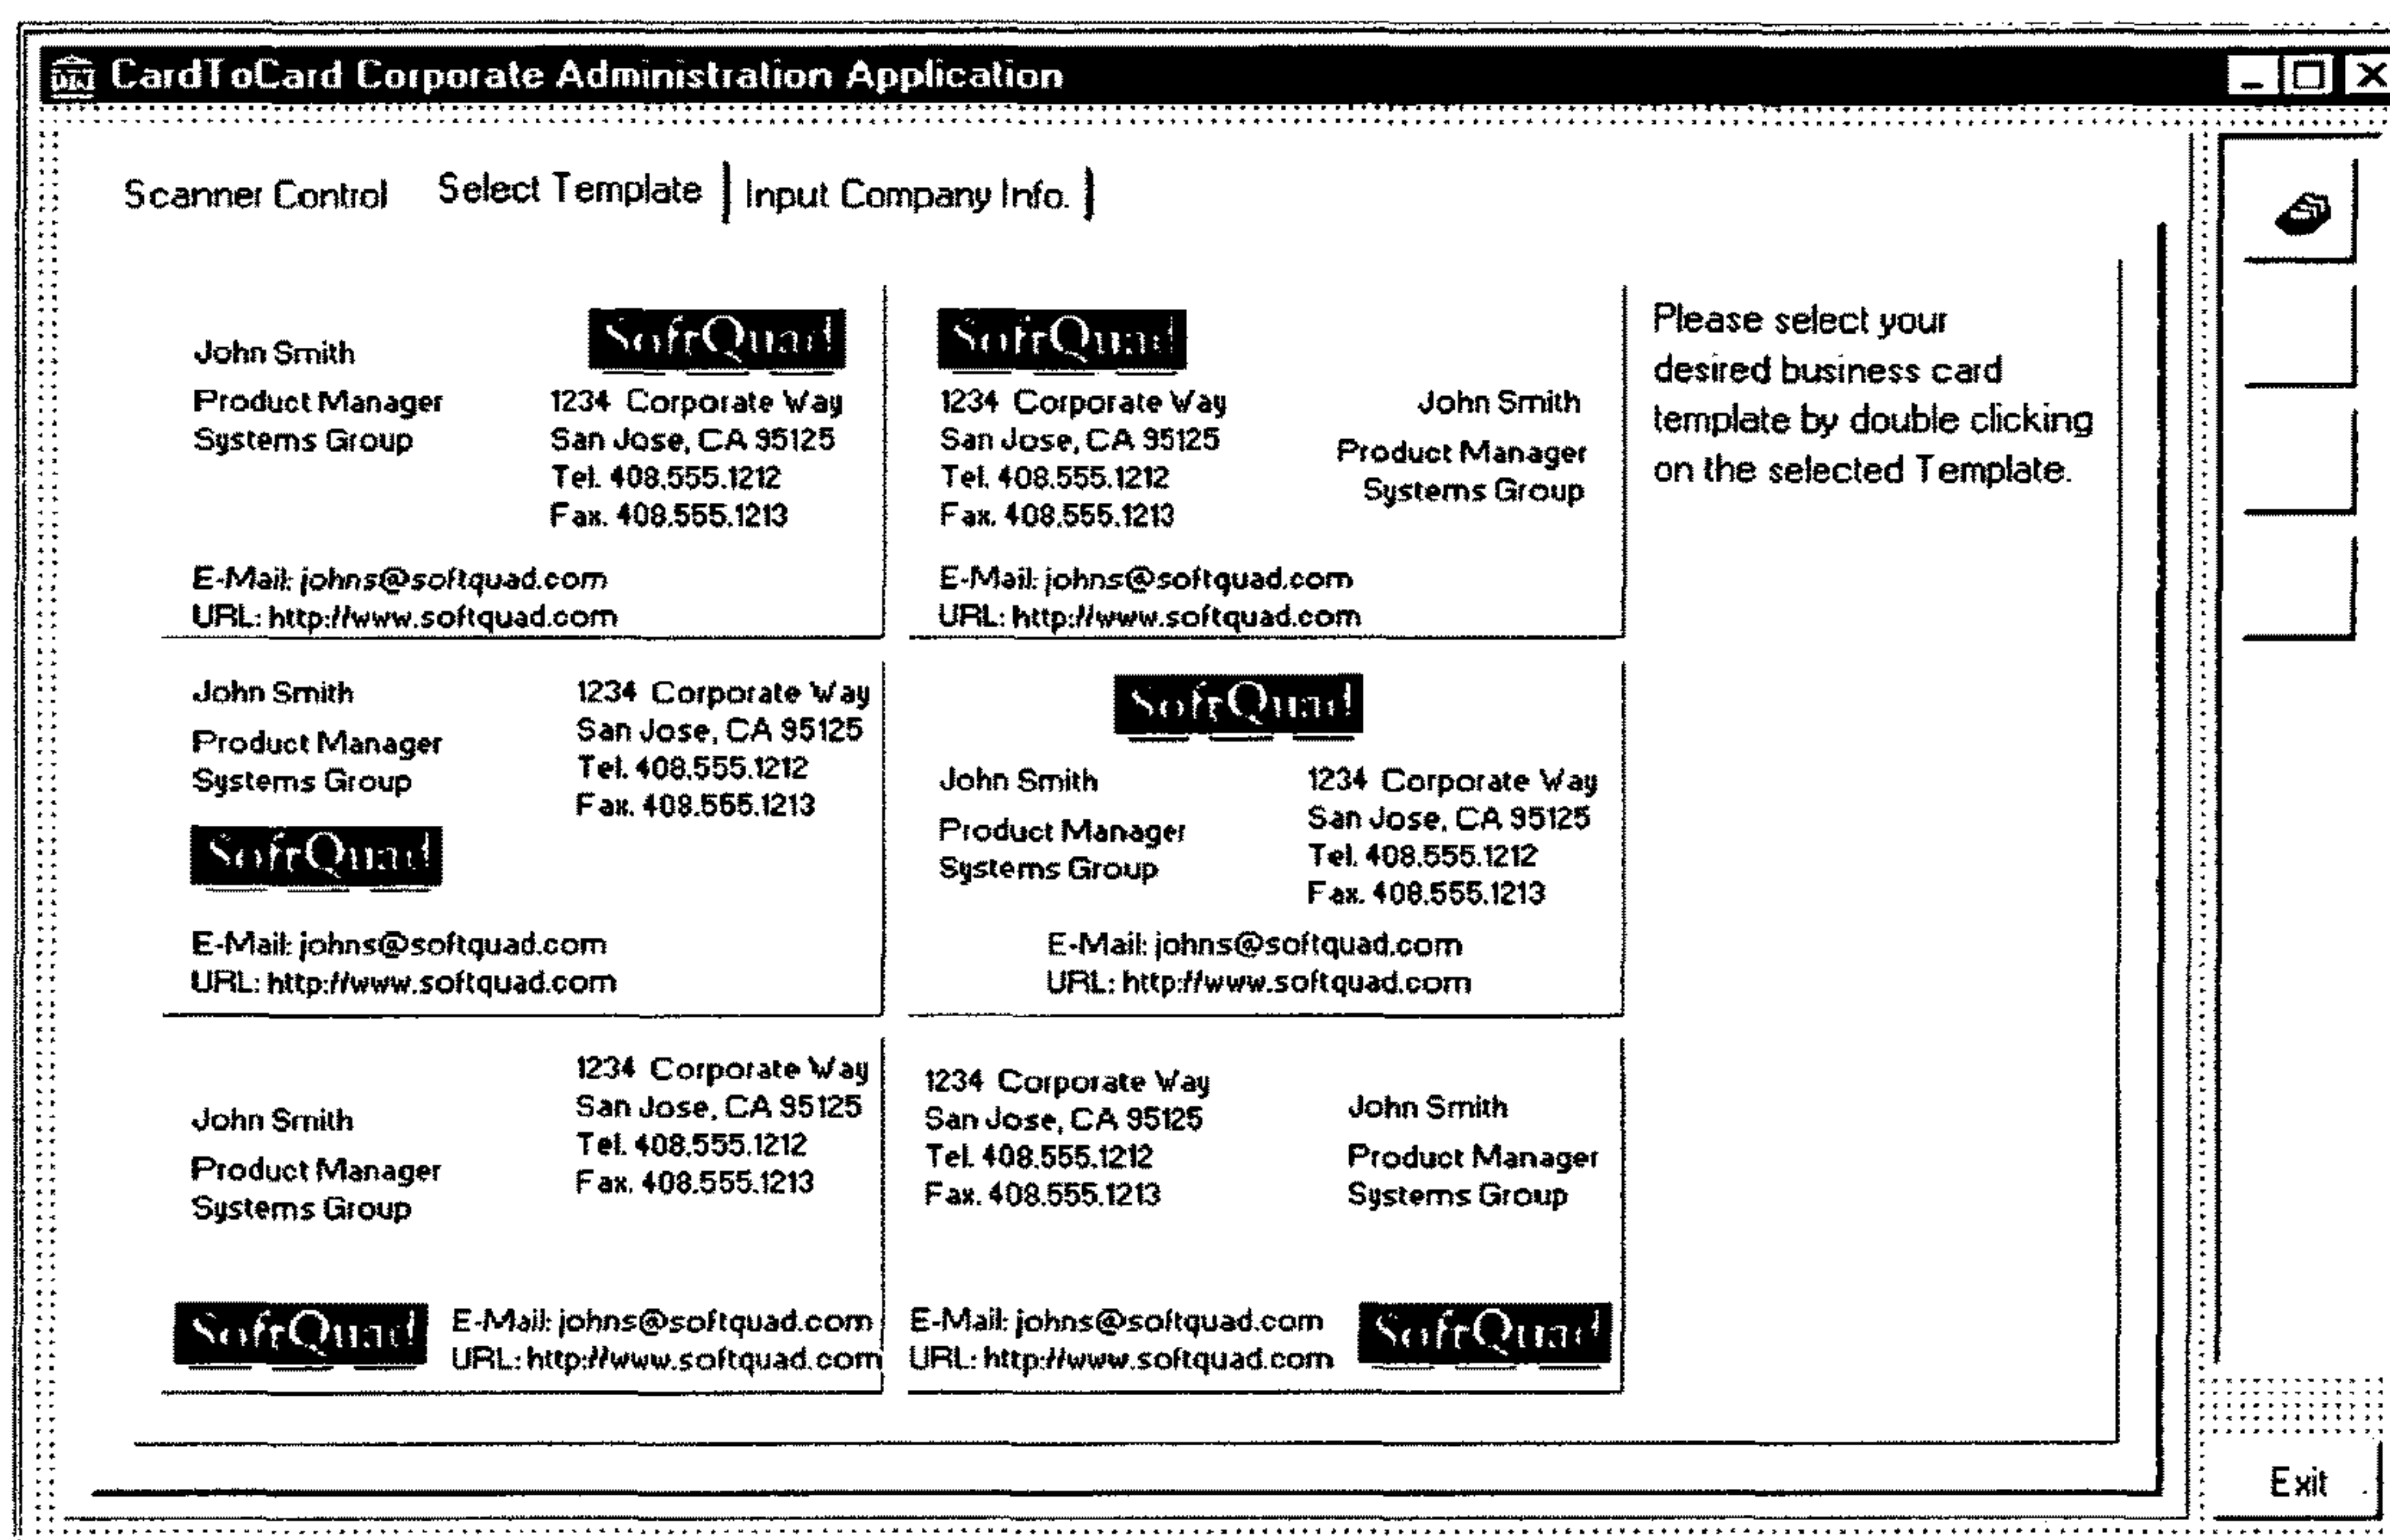 CardToCard Corporate Administration Application
Scanner Control
Select Template
Input Company Info.
SoftQuad
John Smith
Product Manager
Systems Group
1234 Corporate Way
San Jose, CA 95125
Tel. 408.555.1212
Fax. 408.555.1213
E-Mail: johns@softquad.com
URL: http://www.softquad.com
SoftQuad
1234 Corporate Way
San Jose, CA 95125
Tel. 408.555.1212
Fax. 408.555.1213
John Smith
Product Manager
Systems Group
E-Mail: johns@softquad.com
URL: http://www.softquad.com
Please select your
desired business card
template by double clicking
on the selected Template.
John Smith
Product Manager
Systems Group
1234 Corporate Way
San Jose, CA 95125
Tel. 408.555.1212
Fax. 408.555.1213
SoftQuad
E-Mail: johns@softquad.com
URL: http://www.softquad.com
SoftQuad
John Smith
Product Manager
Systems Group
1234 Corporate Way
San Jose, CA 95125
Tel. 408.555.1212
Fax. 408.555.1213
E-Mail: johns@softquad.com
URL: http://www.softquad.com
John Smith
Product Manager
Systems Group
1234 Corporate Way
San Jose, CA 95125
Tel. 408.555.1212
Fax. 408.555.1213
SoftQuad
E-Mail: johns@softquad.com
URL: http://www.softquad.com
1234 Corporate Way
San Jose, CA 95125
Tel. 408.555.1212
Fax. 408.555.1213
John Smith
Product Manager
Systems Group
E-Mail: johns@softquad.com
URL: http://www.softquad.com
SoftQuad
Exit